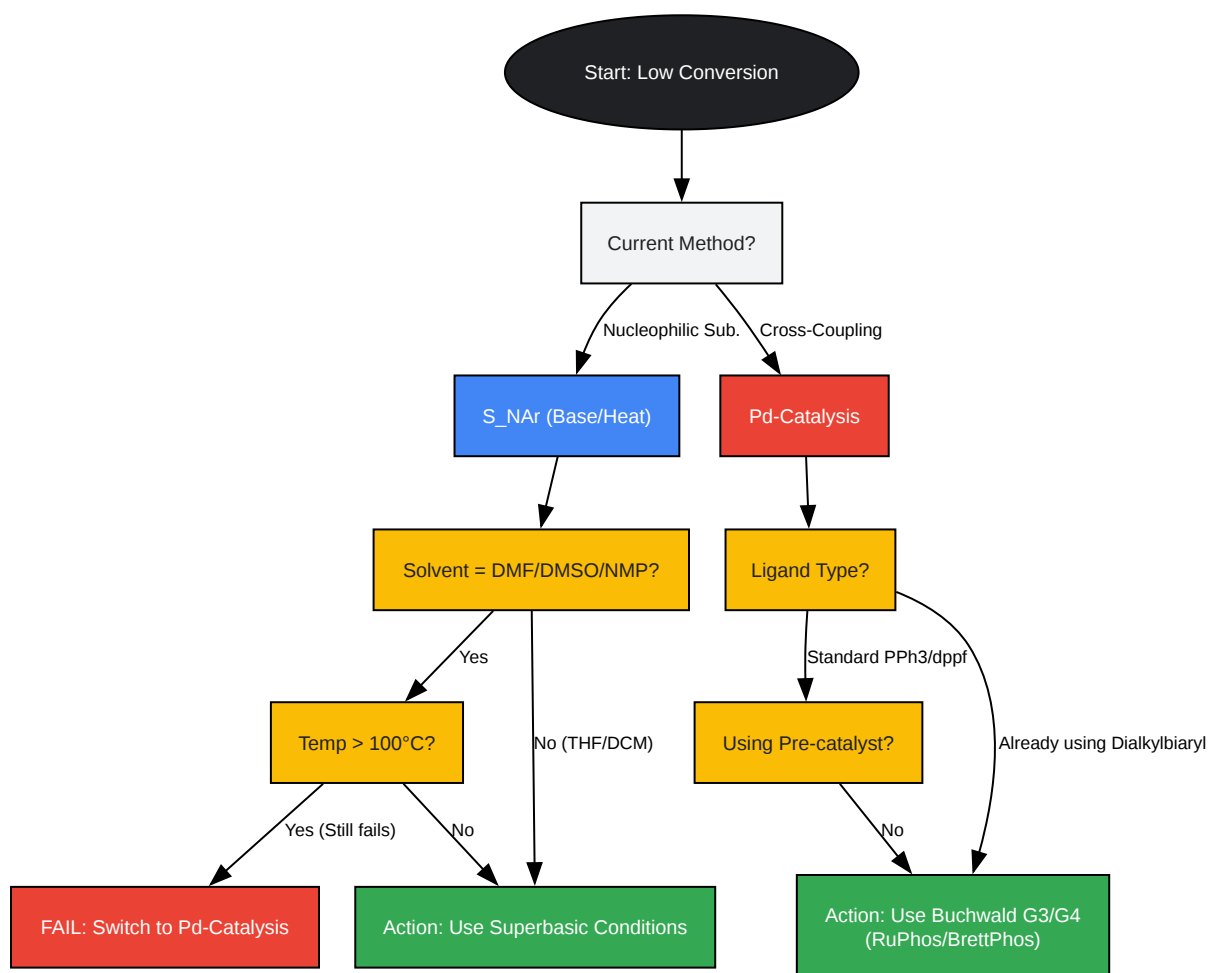 Start: Low Conversion
Current Method?
Nucleophilic Sub.
Cross-Coupling
S_NAr (Base/Heat)
Pd-Catalysis
Solvent = DMF/DMSO/NMP?
Ligand Type?
Yes
Standard PPh3/dppf
Temp > 100°C?
No (THF/DCM)
Using Pre-catalyst?
Already using Dialkylbiaryl
Yes (Still fails)
No
No
FAIL: Switch to Pd-Catalysis
Action: Use Superbasic Conditions
Action: Use Buchwald G3/G4
(RuPhos/BrettPhos)